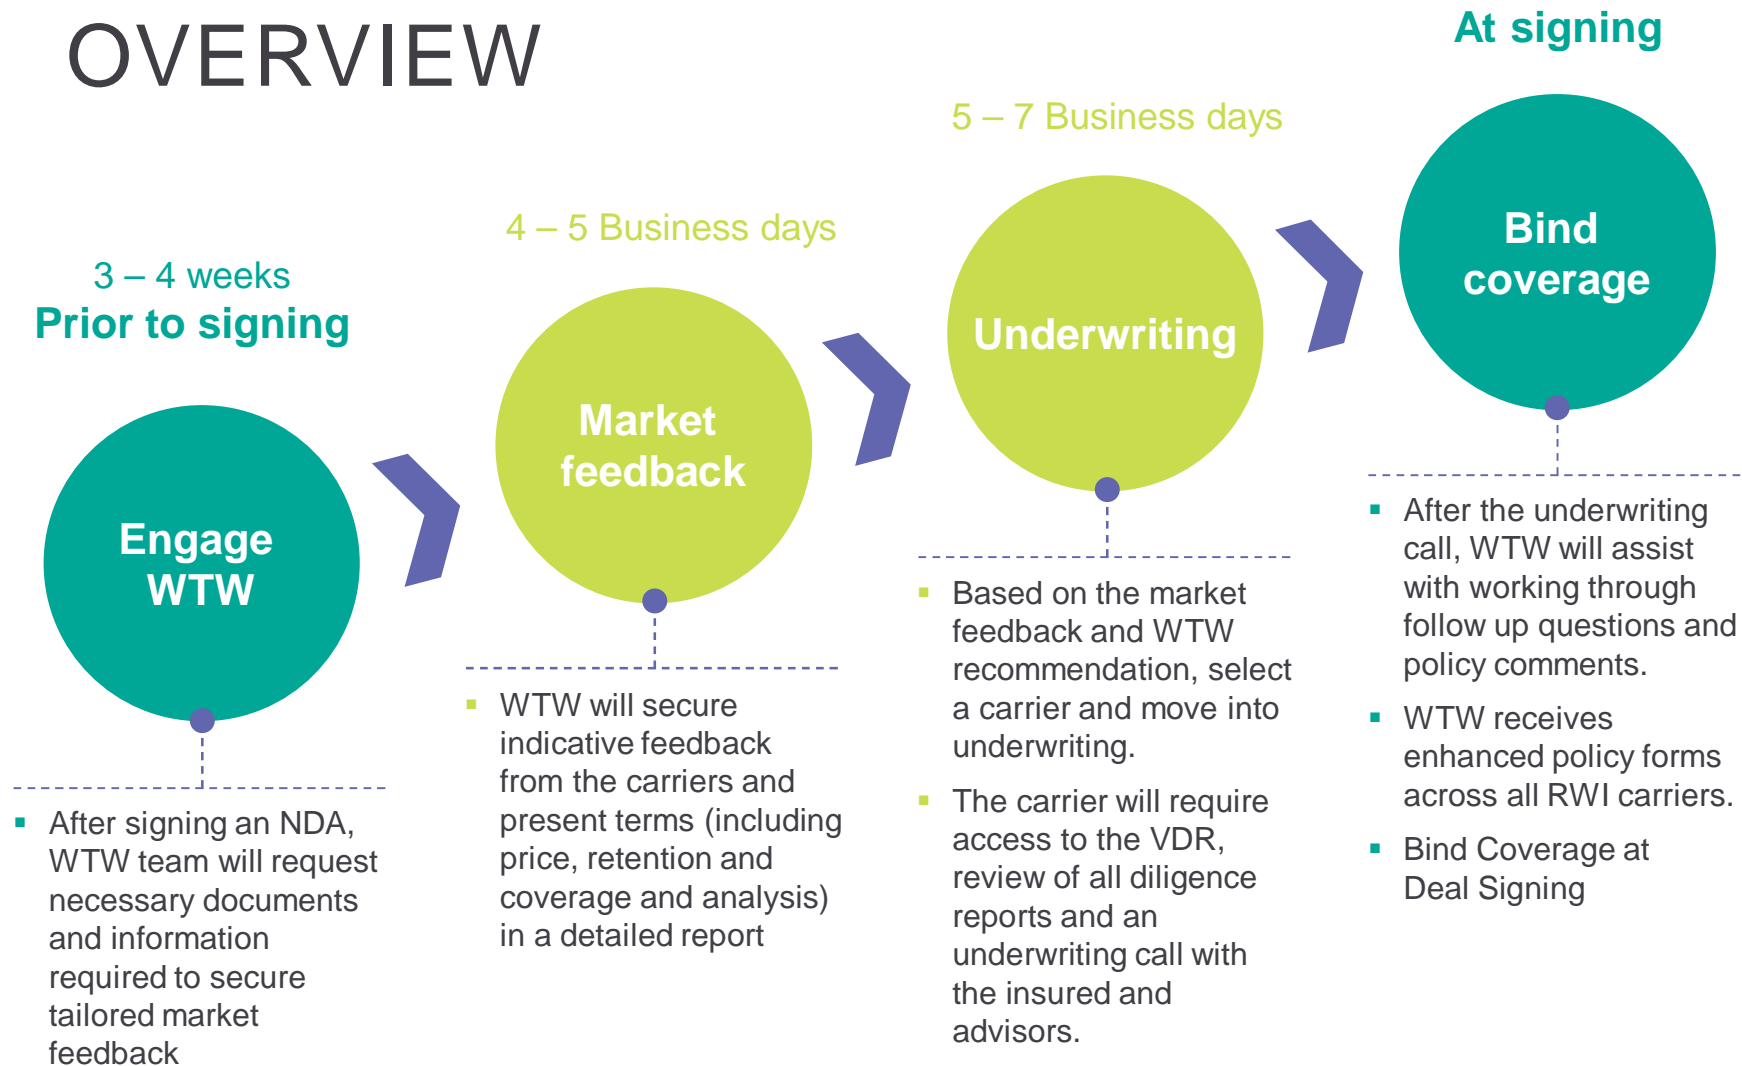 OVERVIEW
3 – 4 weeks
Prior to signing
Engage
WTW
▪ After signing an NDA,
WTW team will request
necessary documents
and information
required to secure
tailored market
feedback
4 – 5 Business days
Market
feedback
▪ WTW will secure
indicative feedback
from the carriers and
present terms (including
price, retention and
coverage and analysis)
in a detailed report
5 – 7 Business days
Underwriting
▪ Based on the market
feedback and WTW
recommendation, select
a carrier and move into
underwriting.
▪ The carrier will require
access to the VDR,
review of all diligence
reports and an
underwriting call with
the insured and
advisors.
At signing
Bind
coverage
▪ After the underwriting
call, WTW will assist
with working through
follow up questions and
policy comments.
▪ WTW receives
enhanced policy forms
across all RWI carriers.
▪ Bind Coverage at
Deal Signing